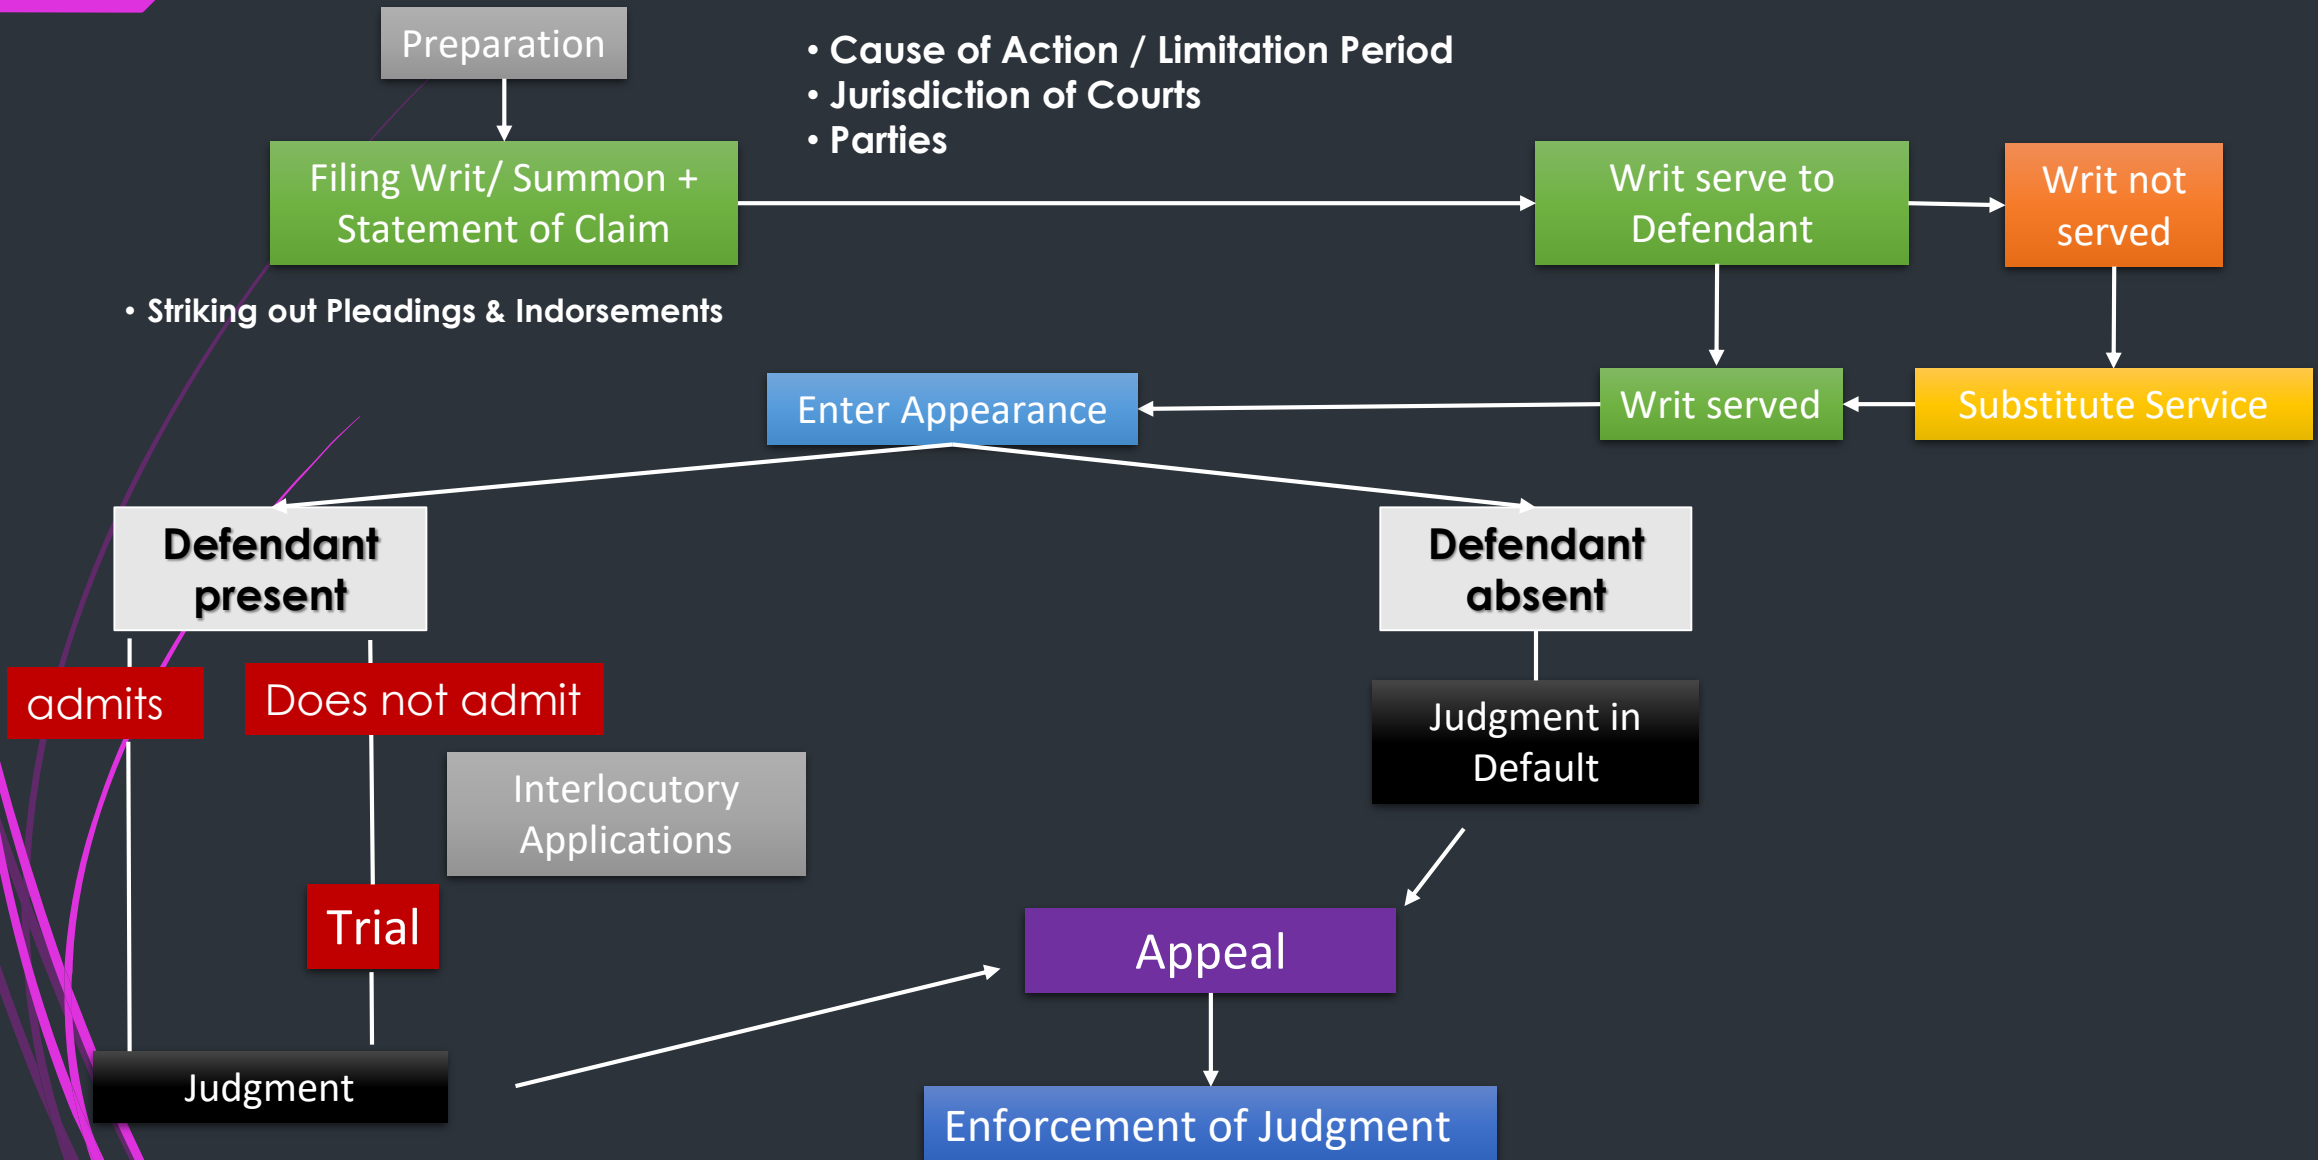 Preparation
• Cause of Action / Limitation Period
• Jurisdiction of Courts
• Parties
Filing Writ/ Summon +
Statement of Claim
Writ serve to
Defendant
Writ not
served
• Striking out Pleadings & Indorsements
Enter Appearance
Writ served
Substitute Service
Defendant
present
Defendant
absent
admits
Does not admit
Judgment in
Default
Interlocutory
Applications
Trial
Appeal
Judgment
Enforcement of Judgment